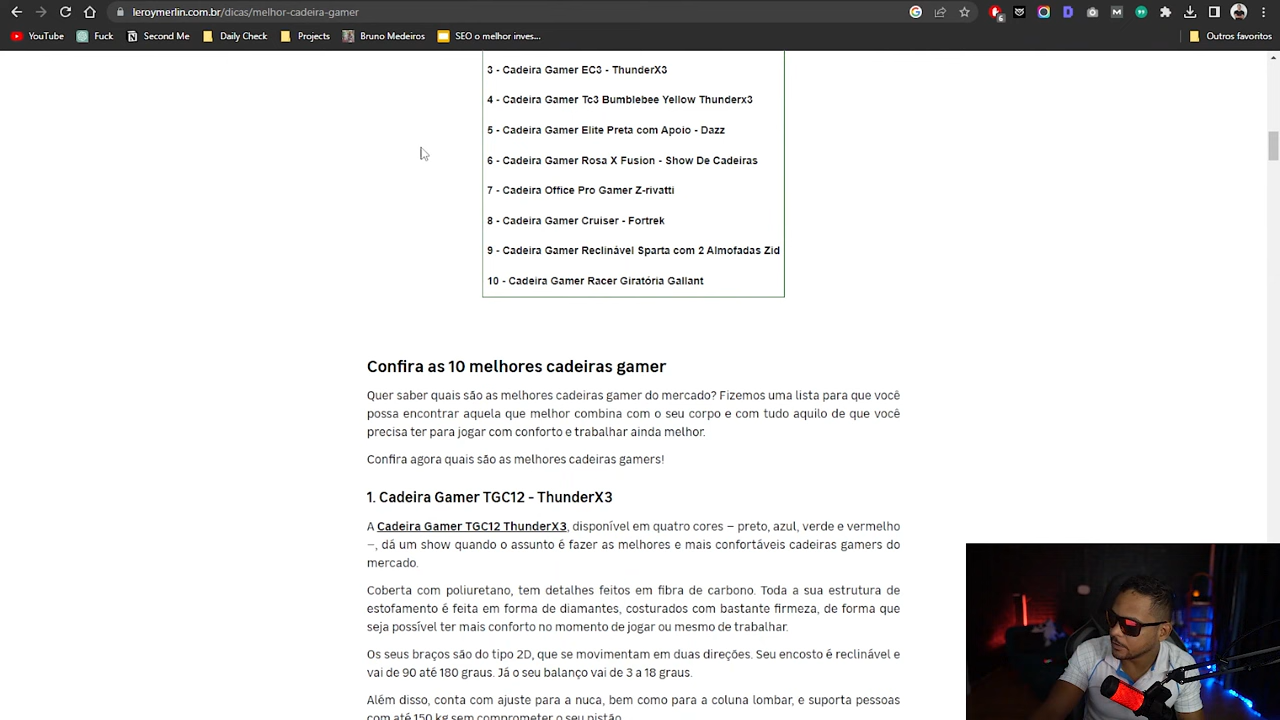 leroymerlin.com.br/dicas/melhor-cadeira-gamer
6
YouTube Fuck Second Me Daily Check Projects Bruno Medeiros SEO o melhor inves... Outros favoritos
3 - Cadeira Gamer EC3 - ThunderX3
4 - Cadeira Gamer Tc3 Bumblebee Yellow Thunderx3
5 - Cadeira Gamer Elite Preta com Apoio - Dazz
6 - Cadeira Gamer Rosa X Fusion - Show De Cadeiras
7 - Cadeira Office Pro Gamer Z-rivatti
8 - Cadeira Gamer Cruiser - Fortrek
9 - Cadeira Gamer Reclinável Sparta com 2 Almofadas Zid
10 - Cadeira Gamer Racer Giratória Gallant
Confira as 10 melhores cadeiras gamer
Quer saber quais são as melhores cadeiras gamer do mercado? Fizemos uma lista para que você
possa encontrar aquela que melhor combina com o seu corpo e com tudo aquilo de que você
precisa ter para jogar com conforto e trabalhar ainda melhor.
Confira agora quais são as melhores cadeiras gamers!
1. Cadeira Gamer TGC12 - ThunderX3
A Cadeira Gamer TGC12 ThunderX3, disponível em quatro cores – preto, azul, verde e vermelho
–, dá um show quando o assunto é fazer as melhores e mais confortáveis cadeiras gamers do
mercado.
Coberta com poliuretano, tem detalhes feitos em fibra de carbono. Toda a sua estrutura de
estofamento é feita em forma de diamantes, costurados com bastante firmeza, de forma que
seja possível ter mais conforto no momento de jogar ou mesmo de trabalhar.
Os seus braços são do tipo 2D, que se movimentam em duas direções. Seu encosto é reclinável e
vai de 90 até 180 graus. Já o seu balanço vai de 3 a 18 graus.
Além disso, conta com ajuste para a nuca, bem como para a coluna lombar, e suporta pessoas
com até 150 kg sem comprometer o seu pistão.